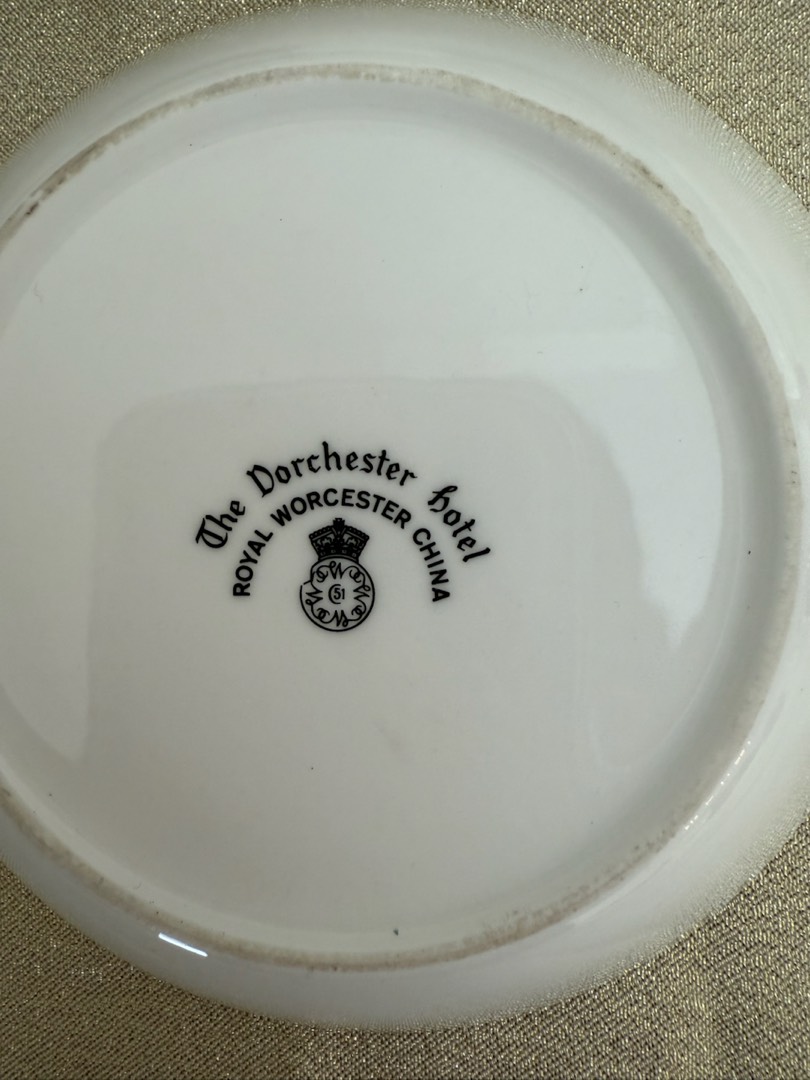 The Dorchester Hotel
ROYAL WORCESTER CHINA
51